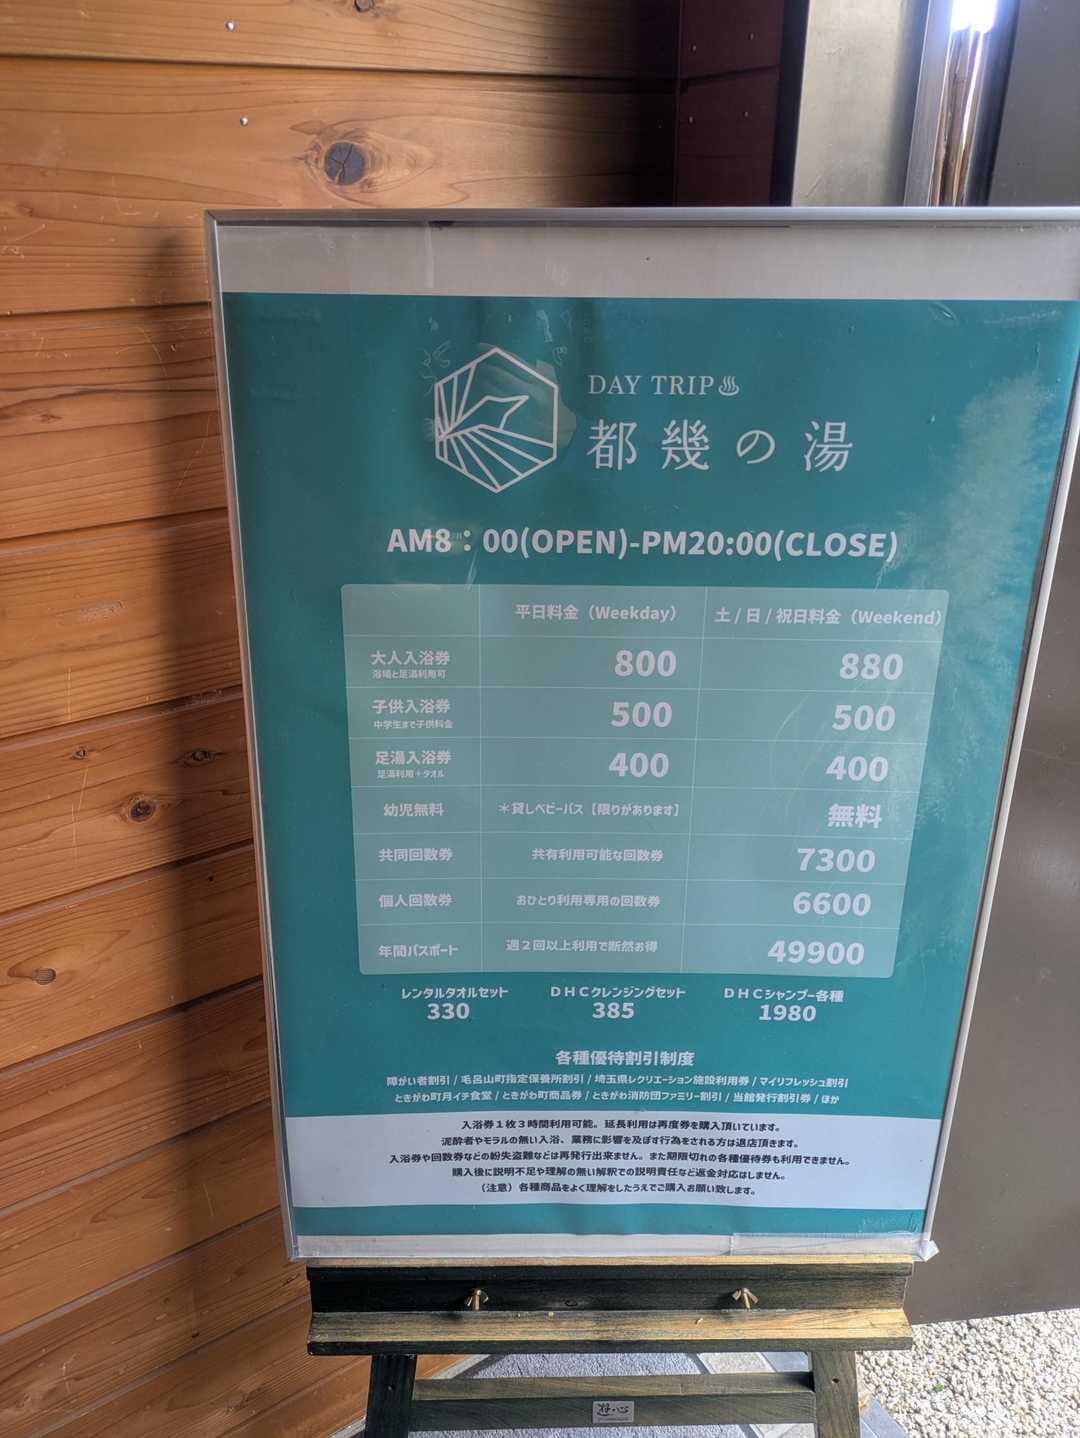 DAY TRIP♨
都幾の湯
AM8：00(OPEN)-PM20:00(CLOSE)
平日料金（Weekday） 土/日/祝日料金（Weekend）
大人入浴券 800 880
浴場と足湯利用可
子供入浴券 500 500
中学生まで子供料金
足湯入浴券 400 400
足湯利用＋タオル
幼児無料 ＊貸しベビーバス【限りがあります】 無料
共同回数券 共有利用可能な回数券 7300
個人回数券 おひとり利用専用の回数券 6600
年間パスポート 週２回以上利用で断然お得 49900
レンタルタオルセット ＤＨＣクレンジングセット ＤＨＣシャンプー各種
330 385 1980
各種優待割引制度
障がい者割引 / 毛呂山町指定保養所割引 / 埼玉県レクリエーション施設利用券 / マイリフレッシュ割引
ときがわ町月イチ食堂 / ときがわ町商品券 / ときがわ消防団ファミリー割引 / 当館発行割引券 / ほか
入浴券１枚３時間利用可能。延長利用は再度券を購入頂いています。
泥酔者やモラルの無い入浴、業務に影響を及ぼす行為をされる方は退店頂きます。
入浴券や回数券などの紛失盗難などは再発行出来ません。また期限切れの各種優待券も利用できません。
購入後に説明不足や理解の無い解釈での説明責任など返金対応はしません。
（注意）各種商品をよく理解をしたうえでご購入お願い致します。
遊・心